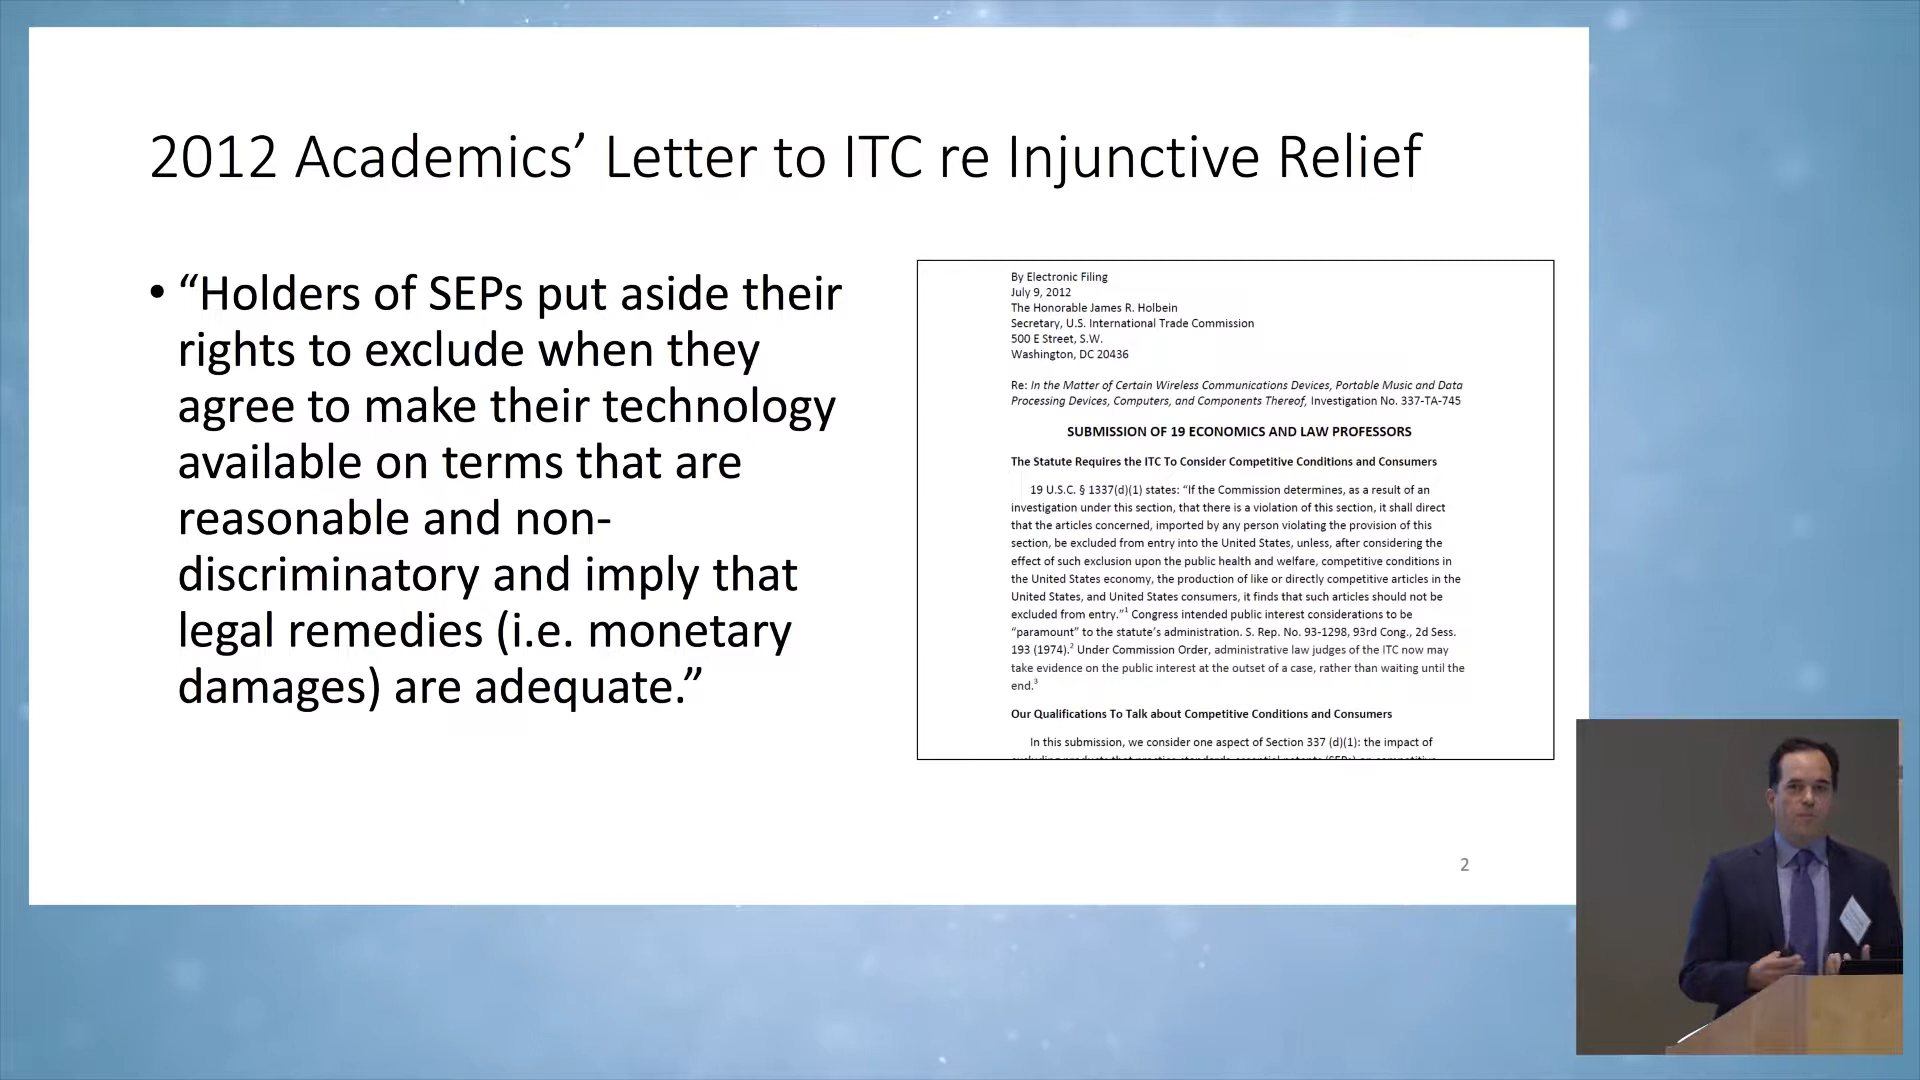 2012 Academics’ Letter to ITC re Injunctive Relief
• “Holders of SEPs put aside their
rights to exclude when they
agree to make their technology
available on terms that are
reasonable and non-
discriminatory and imply that
legal remedies (i.e. monetary
damages) are adequate.”
By Electronic Filing
July 9, 2012
The Honorable James R. Holbein
Secretary, U.S. International Trade Commission
500 E Street, S.W.
Washington, DC 20436
Re: In the Matter of Certain Wireless Communications Devices, Portable Music and Data
Processing Devices, Computers, and Components Thereof, Investigation No. 337-TA-745
SUBMISSION OF 19 ECONOMICS AND LAW PROFESSORS
The Statute Requires the ITC To Consider Competitive Conditions and Consumers
19 U.S.C. § 1337(d)(1) states: “If the Commission determines, as a result of an
investigation under this section, that there is a violation of this section, it shall direct
that the articles concerned, imported by any person violating the provision of this
section, be excluded from entry into the United States, unless, after considering the
effect of such exclusion upon the public health and welfare, competitive conditions in
the United States economy, the production of like or directly competitive articles in the
United States, and United States consumers, it finds that such articles should not be
excluded from entry.”1 Congress intended public interest considerations to be
“paramount” to the statute’s administration. S. Rep. No. 93-1298, 93rd Cong., 2d Sess.
193 (1974).2 Under Commission Order, administrative law judges of the ITC now may
take evidence on the public interest at the outset of a case, rather than waiting until the
end.3
Our Qualifications To Talk about Competitive Conditions and Consumers
In this submission, we consider one aspect of Section 337 (d)(1): the impact of
2